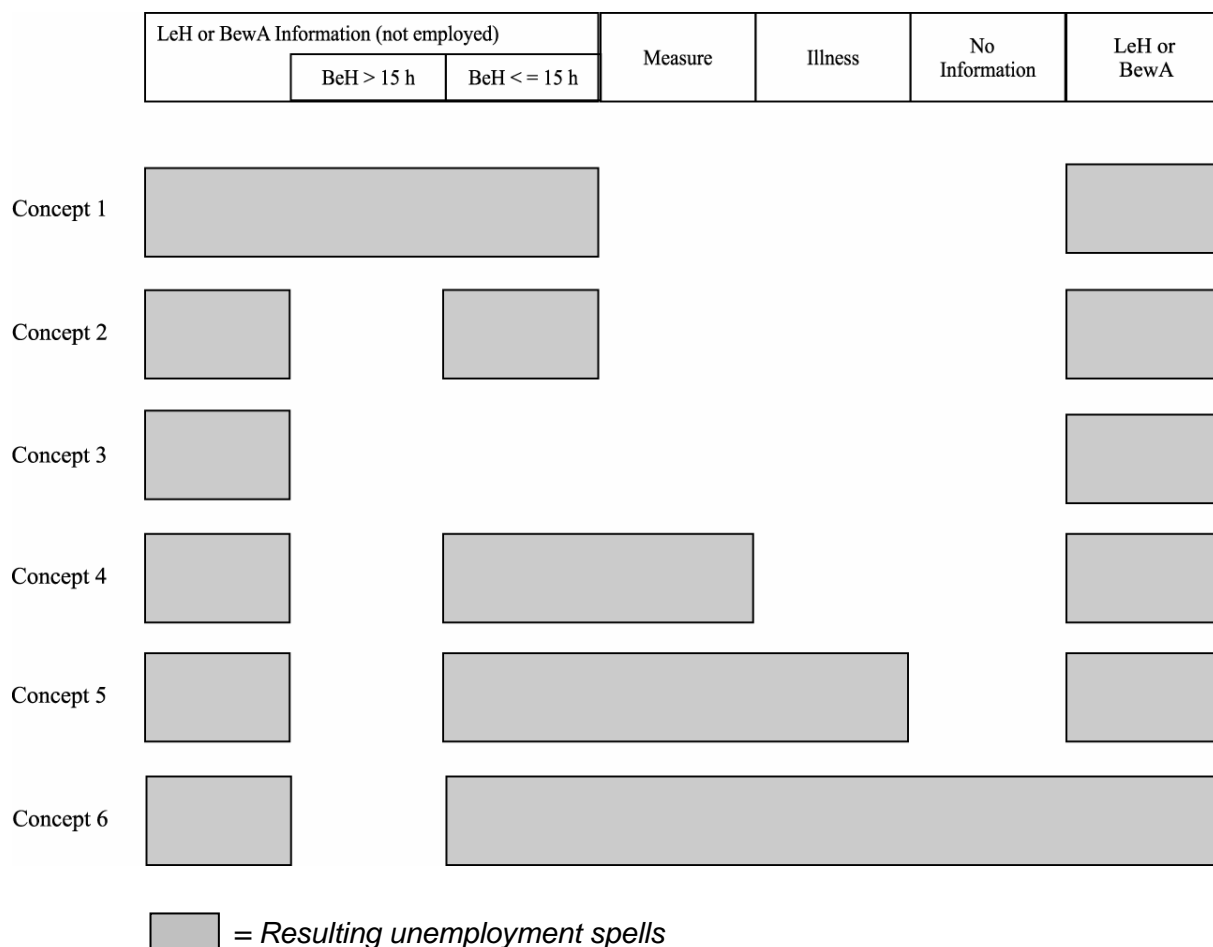 LeH or BewA Information (not employed)
BeH > 15 h
BeH < = 15 h
Measure
Illness
No
Information
LeH or
BewA
Concept 1
Concept 2
Concept 3
Concept 4
Concept 5
Concept 6
= Resulting unemployment spells